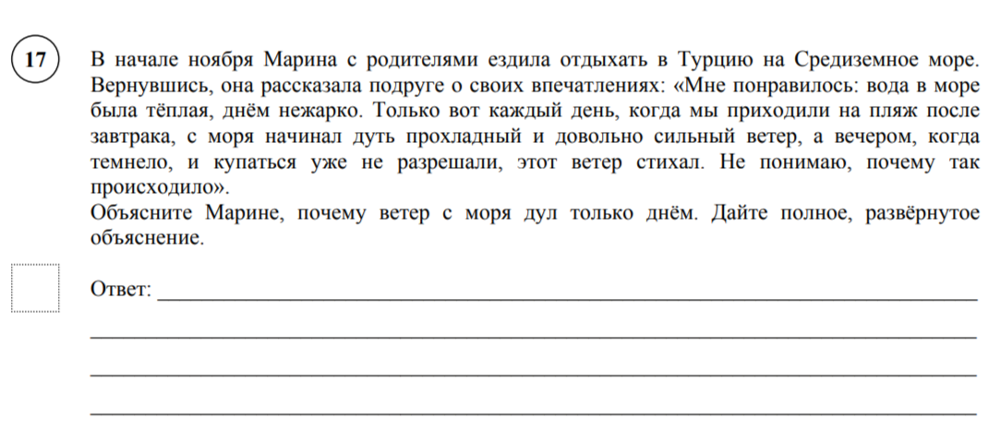 17
В начале ноября Марина с родителями ездила отдыхать в Турцию на Средиземное море.
Вернувшись, она рассказала подруге о своих впечатлениях: «Мне понравилось: вода в море
была тёплая, днём нежарко. Только вот каждый день, когда мы приходили на пляж после
завтрака, с моря начинал дуть прохладный и довольно сильный ветер, а вечером, когда
темнело, и купаться уже не разрешали, этот ветер стихал. Не понимаю, почему так
происходило».
Объясните Марине, почему ветер с моря дул только днём. Дайте полное, развёрнутое
объяснение.
Ответ: